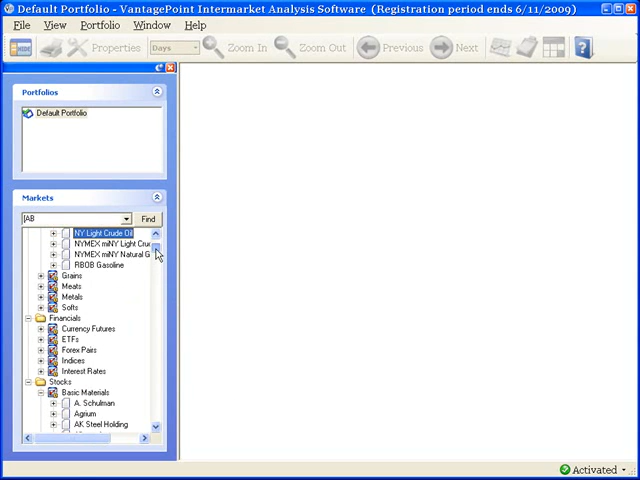 Default Portfolio - VantagePoint Intermarket Analysis Software (Registration period ends 6/11/2009)
File View Portfolio Window Help
HIDE Properties Days Zoom In Zoom Out Previous Next
Portfolios
Default Portfolio
Markets
|AB Find
NY Light Crude Oil
NYMEX miNY Light Cru
NYMEX miNY Natural G
RBOB Gasoline
Grains
Meats
Metals
Softs
Financials
Currency Futures
ETFs
Forex Pairs
Indices
Interest Rates
Stocks
Basic Materials
A. Schulman
Agrium
AK Steel Holding
Activated